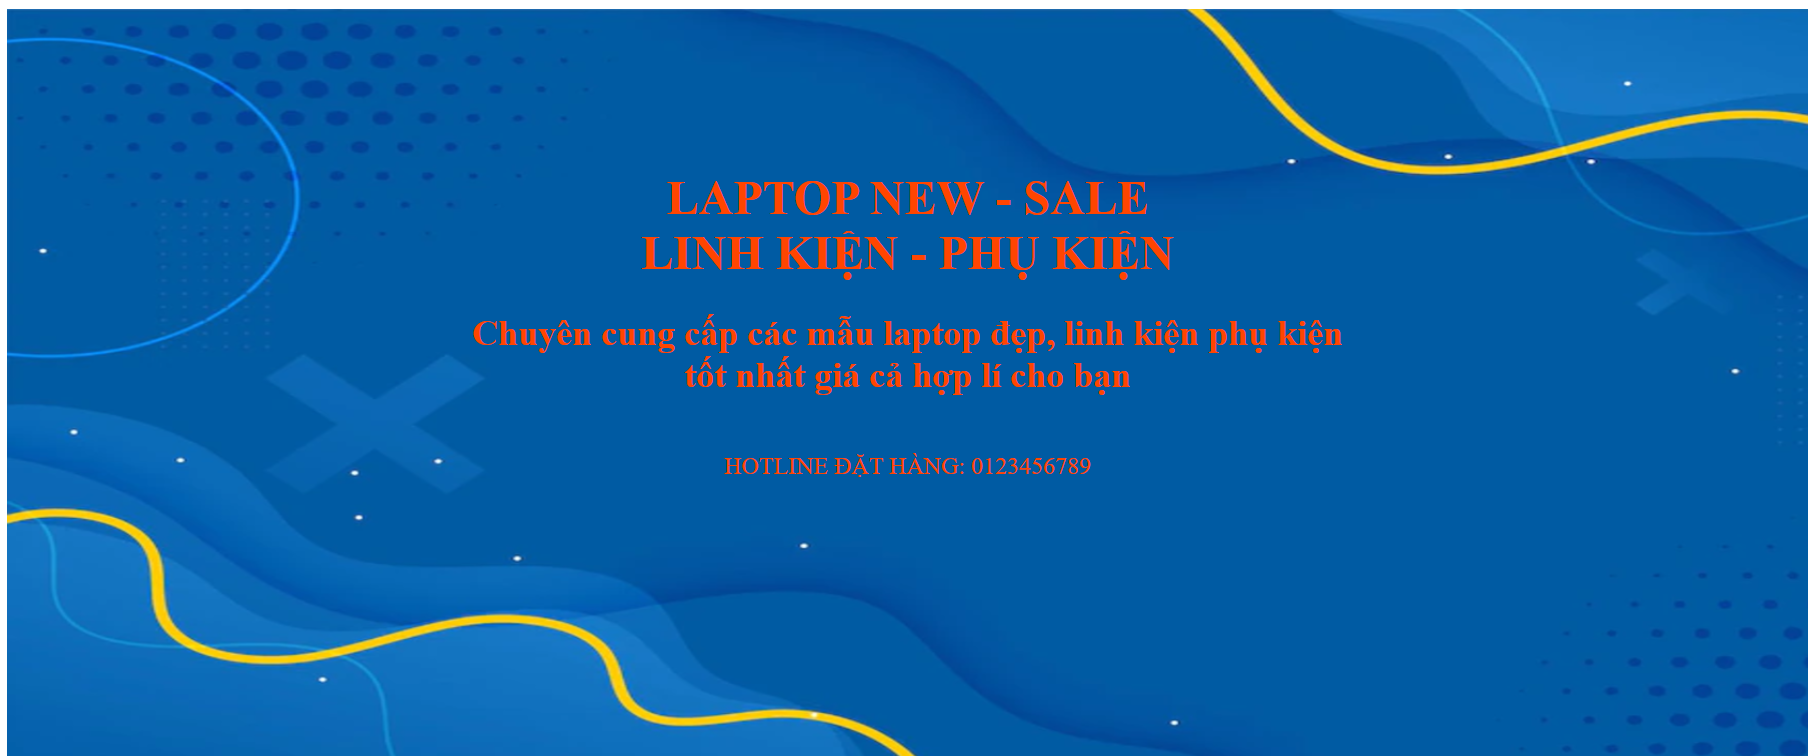 LAPTOP NEW - SALE
LINH KIỆN - PHỤ KIỆN
Chuyên cung cấp các mẫu laptop đẹp, linh kiện phụ kiện
tốt nhất giá cả hợp lí cho bạn
HOTLINE ĐẶT HÀNG: 0123456789